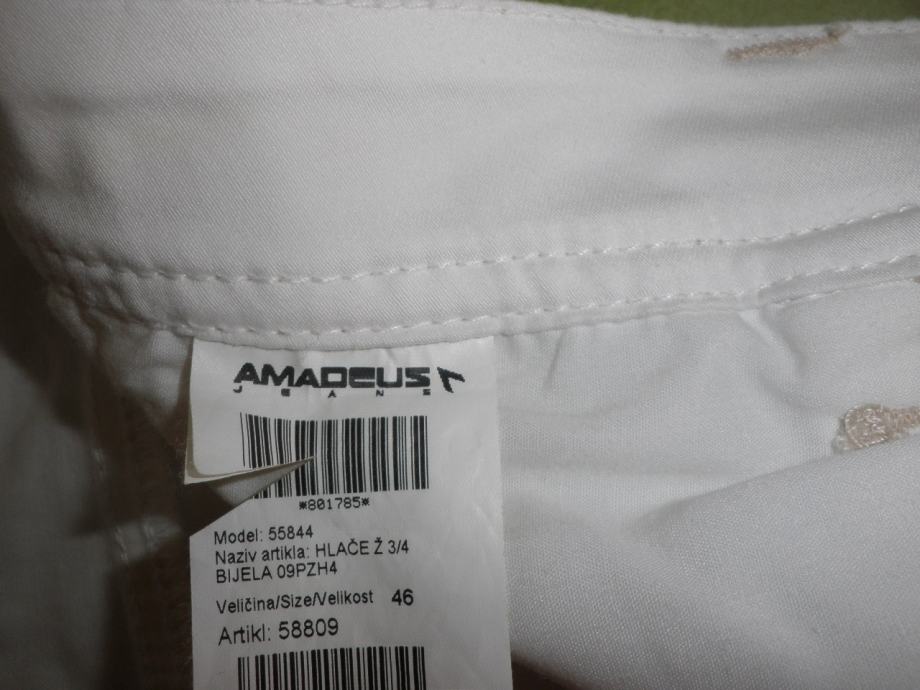 AMADEUS
JEANS
*801785*
Model: 55844
Naziv artikla: HLAČE Ž 3/4
BIJELA 09PZH4
Veličina/Size/Velikost 46
Artikl: 58809